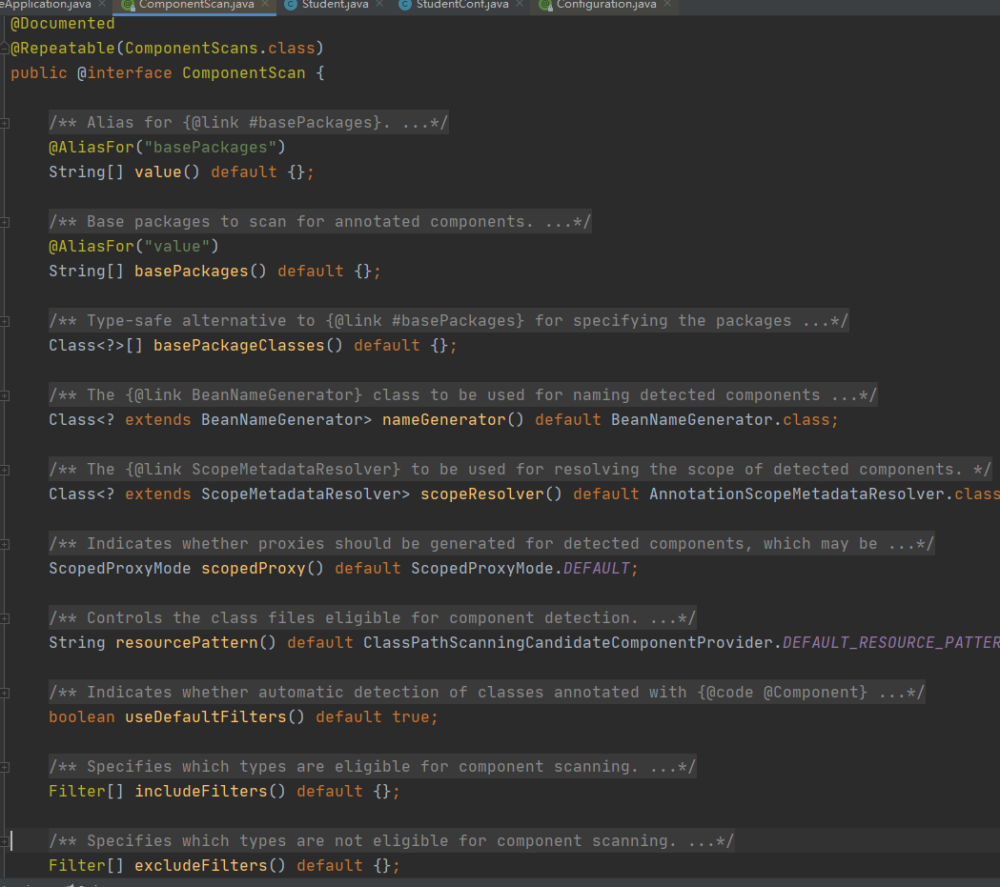 eApplication.java ComponentScan.java Student.java StudentConf.java Configuration.java
@Documented
@Repeatable(ComponentScans.class)
public @interface ComponentScan {
/** Alias for {@link #basePackages}. ...*/
@AliasFor("basePackages")
String[] value() default {};
/** Base packages to scan for annotated components. ...*/
@AliasFor("value")
String[] basePackages() default {};
/** Type-safe alternative to {@link #basePackages} for specifying the packages ...*/
Class<?>[] basePackageClasses() default {};
/** The {@link BeanNameGenerator} class to be used for naming detected components ...*/
Class<? extends BeanNameGenerator> nameGenerator() default BeanNameGenerator.class;
/** The {@link ScopeMetadataResolver} to be used for resolving the scope of detected components. */
Class<? extends ScopeMetadataResolver> scopeResolver() default AnnotationScopeMetadataResolver.class
/** Indicates whether proxies should be generated for detected components, which may be ...*/
ScopedProxyMode scopedProxy() default ScopedProxyMode.DEFAULT;
/** Controls the class files eligible for component detection. ...*/
String resourcePattern() default ClassPathScanningCandidateComponentProvider.DEFAULT_RESOURCE_PATTER
/** Indicates whether automatic detection of classes annotated with {@code @Component} ...*/
boolean useDefaultFilters() default true;
/** Specifies which types are eligible for component scanning. ...*/
Filter[] includeFilters() default {};
/** Specifies which types are not eligible for component scanning. ...*/
Filter[] excludeFilters() default {};